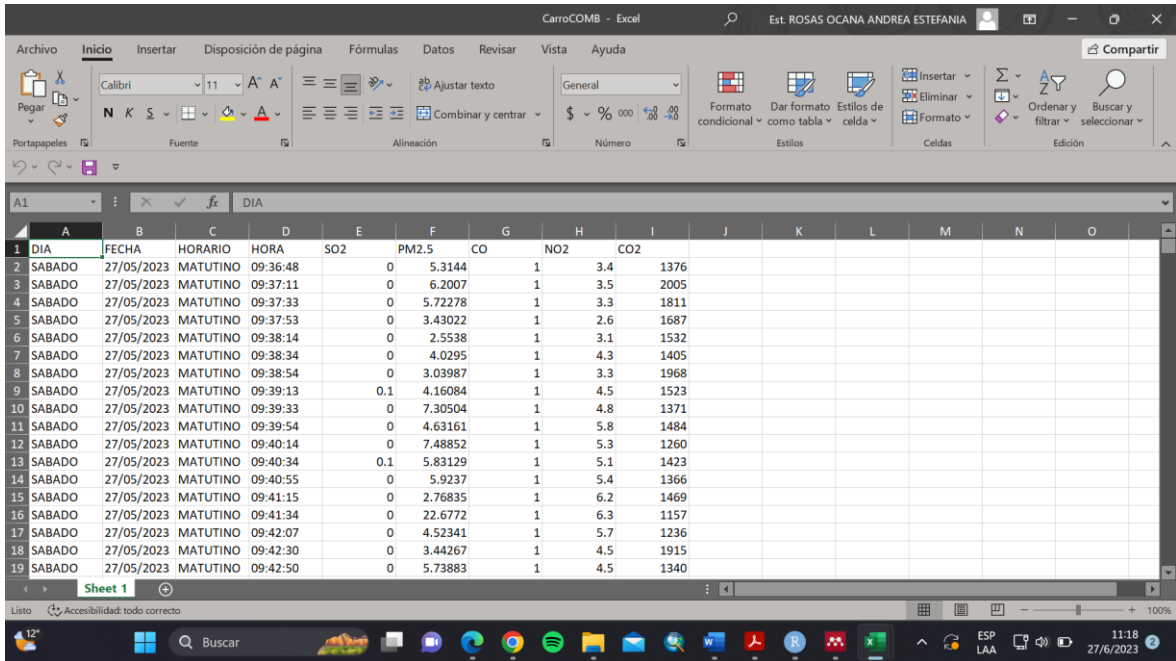 CarroCOMB - Excel Est. ROSAS OCANA ANDREA ESTEFANIA
Archivo Inicio Insertar Disposición de página Fórmulas Datos Revisar Vista Ayuda Compartir
Pegar
Portapapeles
Calibri 11
N K S
Fuente
Ajustar texto
Combinar y centrar
Alineación
General
$ % 000
Número
Formato condicional
Dar formato como tabla
Estilos de celda
Estilos
Insertar
Eliminar
Formato
Celdas
Ordenar y filtrar
Buscar y seleccionar
Edición
A1 fx DIA
A B C D E F G H I J K L M N O
1 DIA FECHA HORARIO HORA SO2 PM2.5 CO NO2 CO2
2 SABADO 27/05/2023 MATUTINO 09:36:48 0 5.3144 1 3.4 1376
3 SABADO 27/05/2023 MATUTINO 09:37:11 0 6.2007 1 3.5 2005
4 SABADO 27/05/2023 MATUTINO 09:37:33 0 5.72278 1 3.3 1811
5 SABADO 27/05/2023 MATUTINO 09:37:53 0 3.43022 1 2.6 1687
6 SABADO 27/05/2023 MATUTINO 09:38:14 0 2.5538 1 3.1 1532
7 SABADO 27/05/2023 MATUTINO 09:38:34 0 4.0295 1 4.3 1405
8 SABADO 27/05/2023 MATUTINO 09:38:54 0 3.03987 1 3.3 1968
9 SABADO 27/05/2023 MATUTINO 09:39:13 0.1 4.16084 1 4.5 1523
10 SABADO 27/05/2023 MATUTINO 09:39:33 0 7.30504 1 4.8 1371
11 SABADO 27/05/2023 MATUTINO 09:39:54 0 4.63161 1 5.8 1484
12 SABADO 27/05/2023 MATUTINO 09:40:14 0 7.48852 1 5.3 1260
13 SABADO 27/05/2023 MATUTINO 09:40:34 0.1 5.83129 1 5.1 1423
14 SABADO 27/05/2023 MATUTINO 09:40:55 0 5.9237 1 5.4 1366
15 SABADO 27/05/2023 MATUTINO 09:41:15 0 2.76835 1 6.2 1469
16 SABADO 27/05/2023 MATUTINO 09:41:34 0 22.6772 1 6.3 1157
17 SABADO 27/05/2023 MATUTINO 09:42:07 0 4.52341 1 5.7 1236
18 SABADO 27/05/2023 MATUTINO 09:42:30 0 3.44267 1 4.5 1915
19 SABADO 27/05/2023 MATUTINO 09:42:50 0 5.73883 1 4.5 1340
Sheet 1
Listo Accesibilidad: todo correcto 100%
12° Buscar ESP LAA 11:18 27/6/2023 2